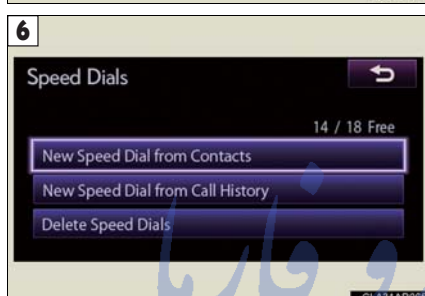 6
Speed Dials
14 / 18 Free
New Speed Dial from Contacts
New Speed Dial from Call History
Delete Speed Dials